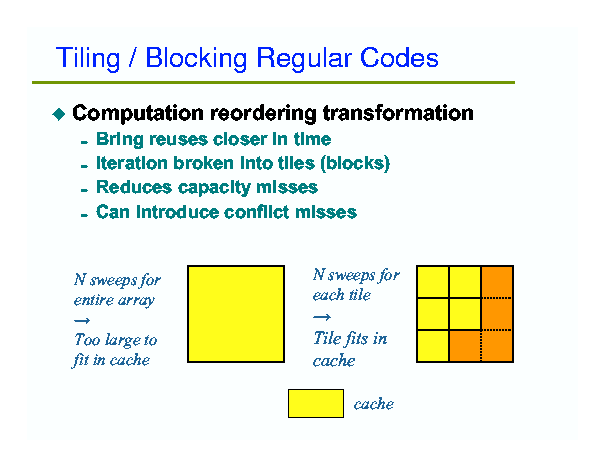 Tiling / Blocking Regular Codes
Computation reordering transformation
– Bring reuses closer in time
– Iteration broken into tiles (blocks)
– Reduces capacity misses
– Can introduce conflict misses
N sweeps for
entire array
→
Too large to
fit in cache
N sweeps for
each tile
→
Tile fits in
cache
cache